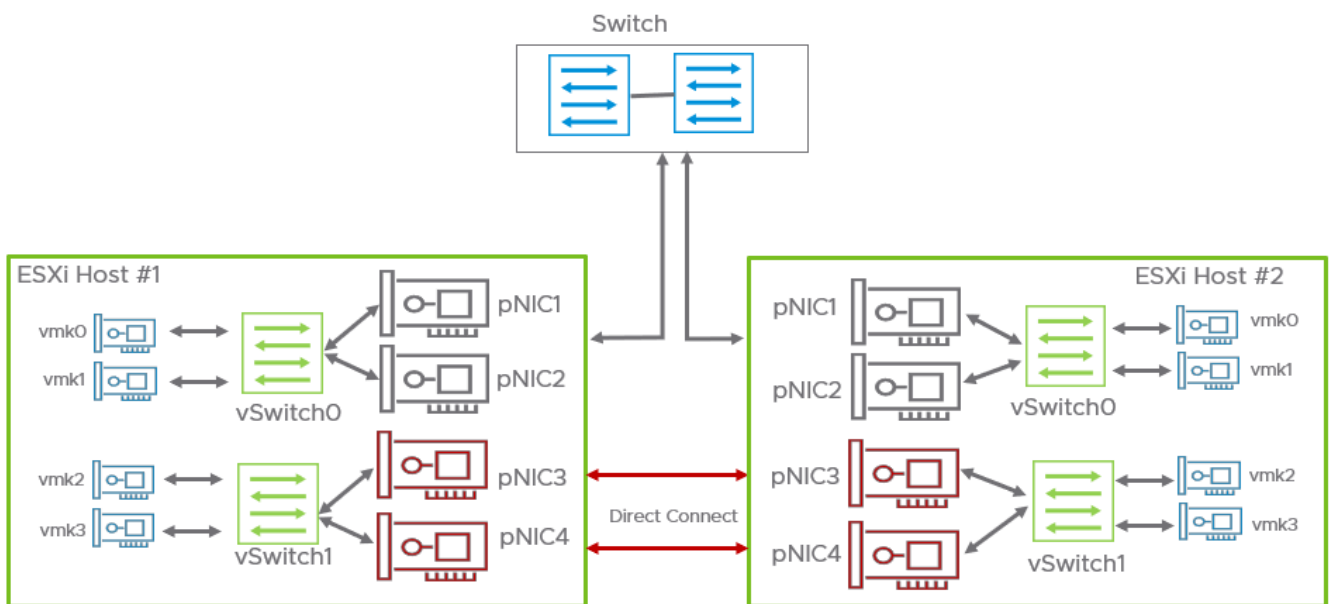 Switch
ESXi Host #1
vmk0
vmk1
vSwitch0
pNIC1
pNIC2
vmk2
vmk3
vSwitch1
pNIC3
pNIC4
Direct Connect
ESXi Host #2
pNIC1
pNIC2
vSwitch0
vmk0
vmk1
pNIC3
pNIC4
vSwitch1
vmk2
vmk3